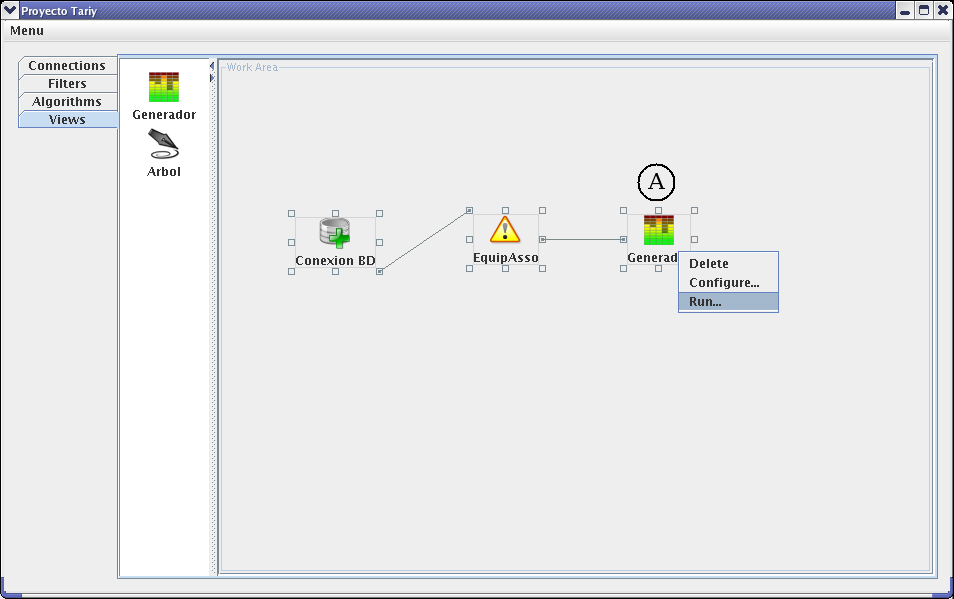 Proyecto Tariy
Menu
Connections
Filters
Algorithms
Views
Generador
Arbol
Work Area
A
Conexion BD
EquipAsso
Generad
Delete
Configure...
Run...